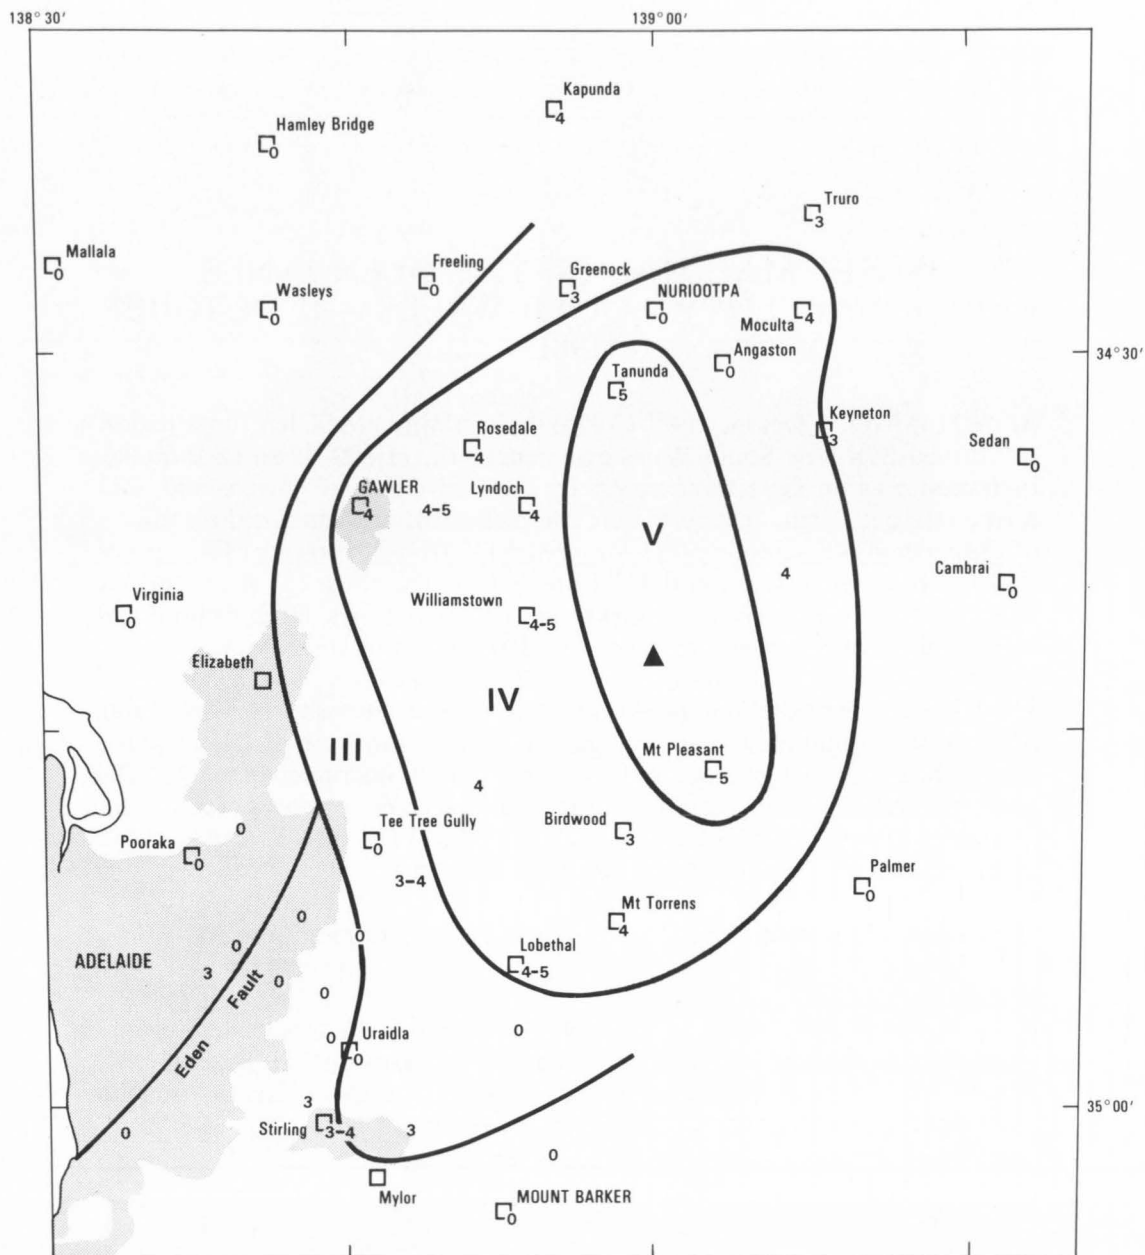 138°30'
139°00'
Kapunda
4
Hamley Bridge
0
Truro
3
Mallala
0
Freeling
0
Greenock
3
Wasleys
0
NURIOOTPA
0
Moculta
4
34°30'
Angaston
0
Tanunda
5
Keyneton
3
Rosedale
4
Sedan
0
GAWLER
4
4-5
Lyndoch
4
V
4
Cambrai
0
Virginia
0
Williamstown
4-5
Elizabeth
IV
III
Mt Pleasant
5
4
0
Tee Tree Gully
0
Birdwood
3
Pooraka
0
3-4
Palmer
0
0
Mt Torrens
4
0
0
ADELAIDE
3
Lobethal
4-5
Eden Fault
0
0
0
0
Uraidla
0
3
35°00'
Stirling
3-4
3
0
0
Mylor
MOUNT BARKER
0